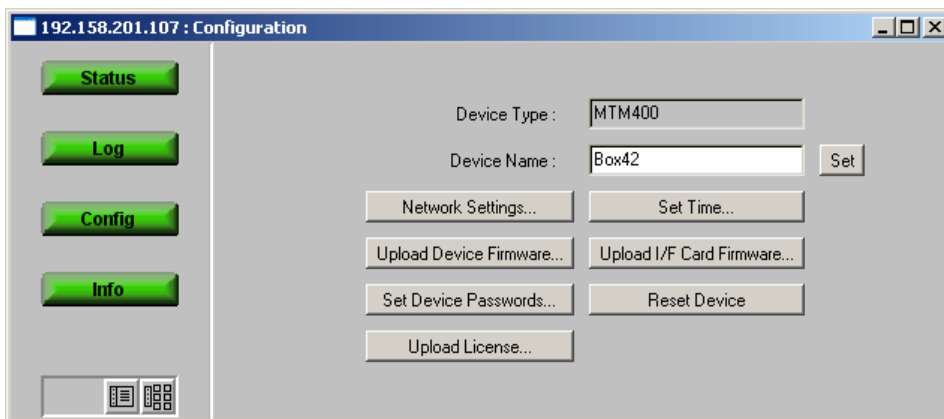 192.158.201.107 : Configuration
Status
Log
Config
Info
Device Type : MTM400
Device Name : Box42 Set
Network Settings... Set Time...
Upload Device Firmware... Upload I/F Card Firmware...
Set Device Passwords... Reset Device
Upload License...